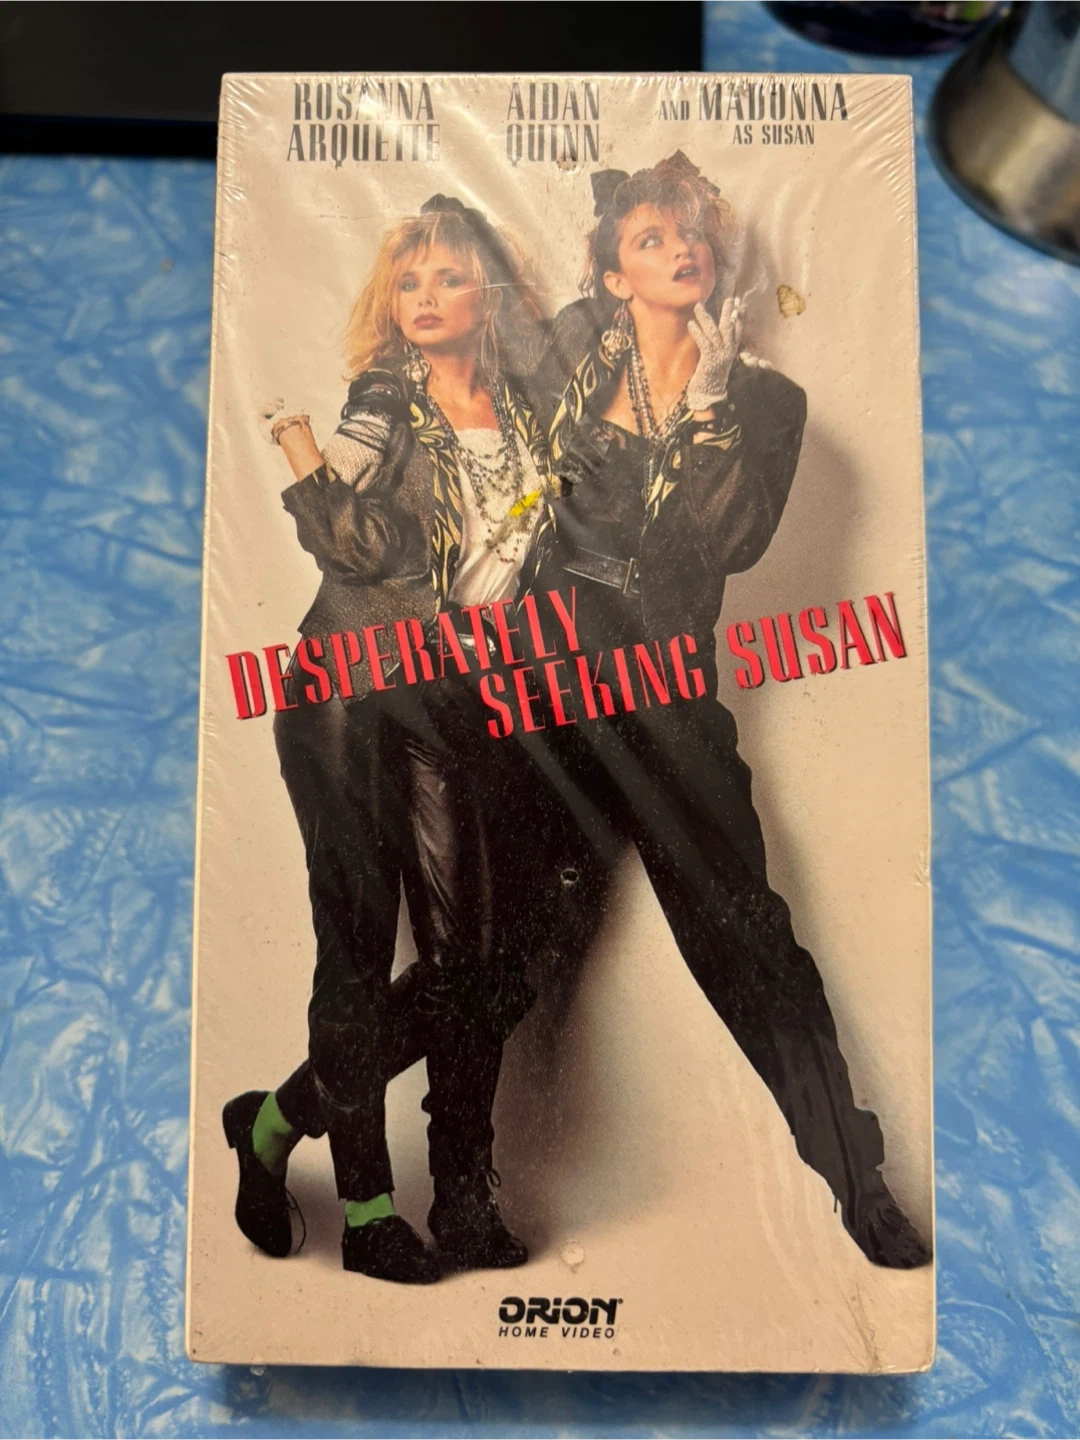 ROSANNA ARQUETTE
AIDAN QUINN
AND MADONNA
AS SUSAN
DESPERATELY
SEEKING SUSAN
ORION
HOME VIDEO